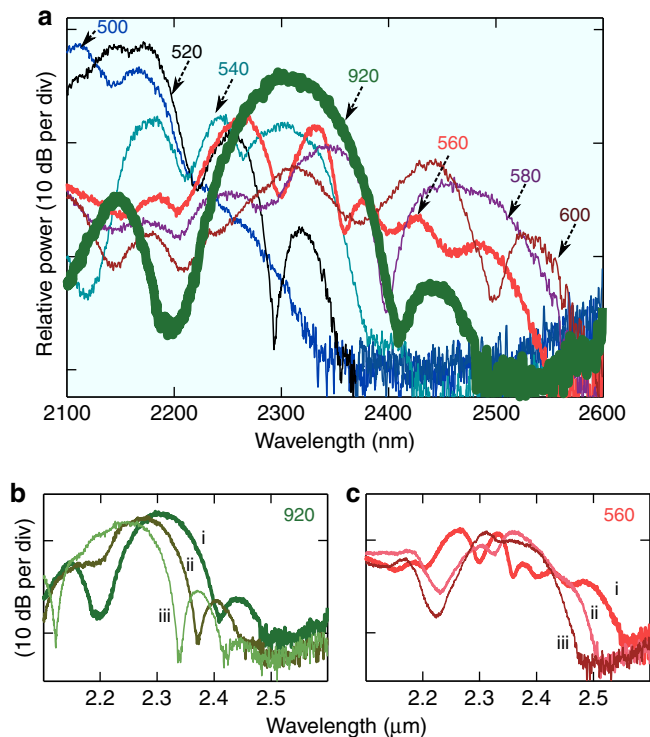 a
500
520
540
920
560
580
600
Relative power (10 dB per div)
2100 2200 2300 2400 2500 2600
Wavelength (nm)
b
920
i
ii
iii
(10 dB per div)
2.2 2.3 2.4 2.5
c
560
i
ii
iii
2.2 2.3 2.4 2.5
Wavelength (μm)